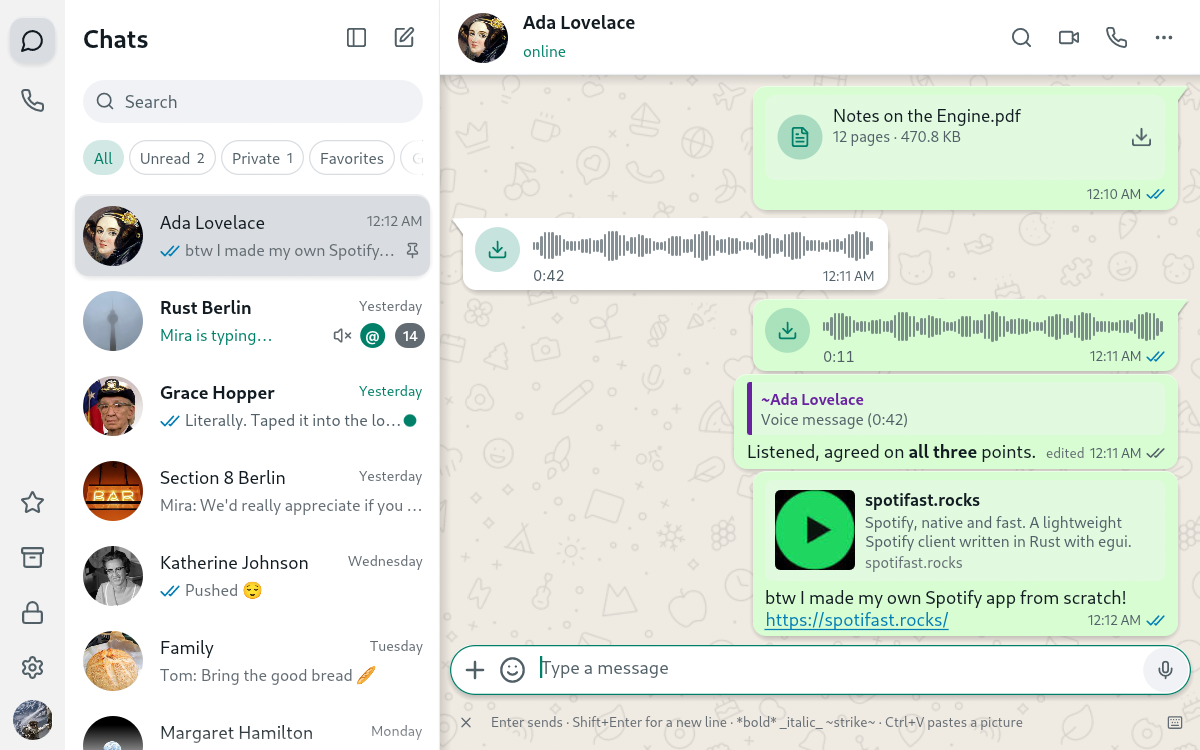 Chats
Search
All
Unread 2
Private 1
Favorites
Ada Lovelace
12:12 AM
btw I made my own Spotify…
Rust Berlin
Yesterday
Mira is typing…
@
14
Grace Hopper
Yesterday
Literally. Taped it into the lo…
Section 8 Berlin
Yesterday
BAR
Mira: We'd really appreciate if you …
Katherine Johnson
Wednesday
Pushed 😌
Family
Tuesday
Tom: Bring the good bread 🥖
Margaret Hamilton
Monday
Ada Lovelace
online
Notes on the Engine.pdf
12 pages · 470.8 KB
12:10 AM
0:42
12:11 AM
0:11
12:11 AM
~Ada Lovelace
Voice message (0:42)
Listened, agreed on all three points.
edited 12:11 AM
spotifast.rocks
Spotify, native and fast. A lightweight
Spotify client written in Rust with egui.
spotifast.rocks
btw I made my own Spotify app from scratch!
https://spotifast.rocks/
12:12 AM
Type a message
Enter sends · Shift+Enter for a new line · *bold* _italic_ ~strike~ · Ctrl+V pastes a picture